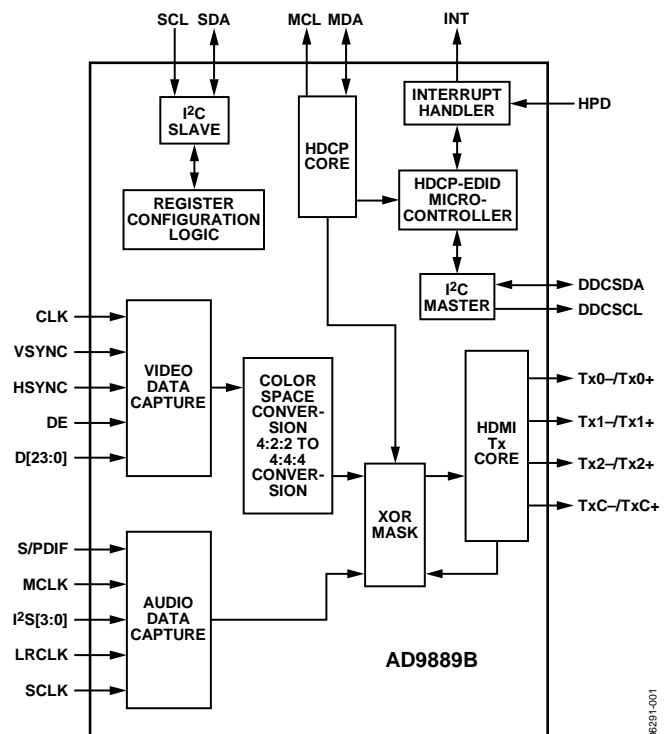 SCL SDA MCL MDA INT
I²C
SLAVE
REGISTER
CONFIGURATION
LOGIC
HDCP
CORE
INTERRUPT
HANDLER
HPD
HDCP-EDID
MICRO-
CONTROLLER
I²C
MASTER
DDCSDA
DDCSCL
CLK
VSYNC
HSYNC
DE
D[23:0]
VIDEO
DATA
CAPTURE
COLOR
SPACE
CONVER-
SION
4:2:2 TO
4:4:4
CONVER-
SION
XOR
MASK
HDMI
Tx
CORE
Tx0–/Tx0+
Tx1–/Tx1+
Tx2–/Tx2+
TxC–/TxC+
S/PDIF
MCLK
I²S[3:0]
LRCLK
SCLK
AUDIO
DATA
CAPTURE
AD9889B
06291-001